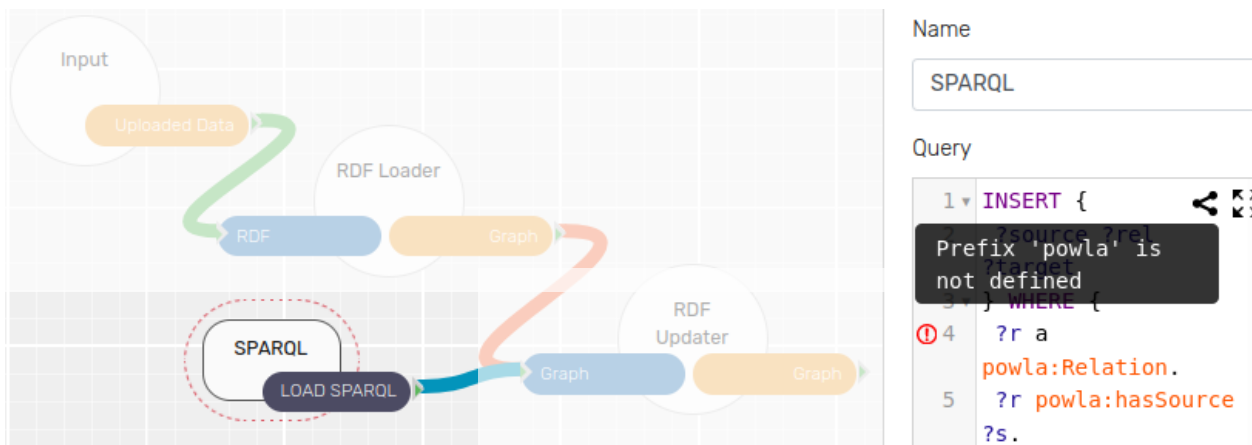 Input
Uploaded Data
RDF Loader
RDF
Graph
SPARQL
LOAD SPARQL
RDF
Updater
Graph
Graph
Name
SPARQL
Query
1 INSERT {
2 ?source ?rel
?target
Prefix 'powla' is
not defined
3 } WHERE {
4 ?r a
powla:Relation.
5 ?r powla:hasSource
?s.